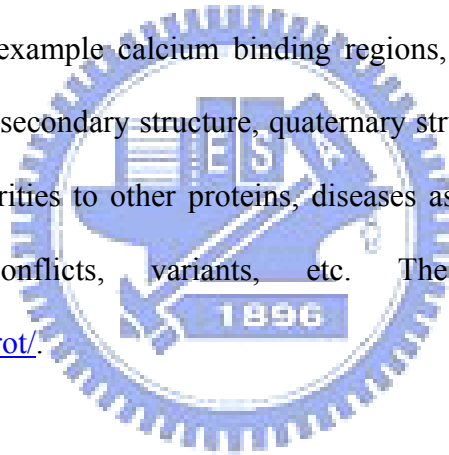 example calcium binding regions,
secondary structure, quaternary str
rities to other proteins, diseases as
onflicts, variants, etc. The
rot/.
E S A
1896